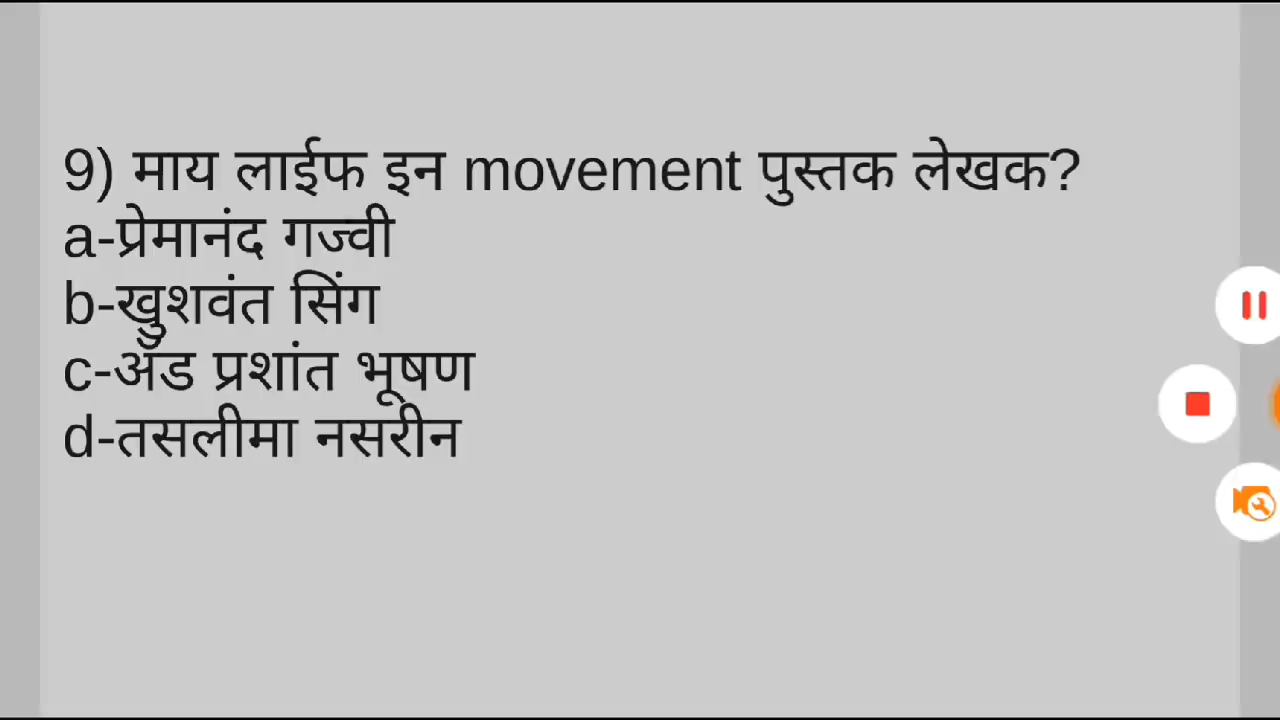 9) माय लाईफ इन movement पुस्तक लेखक?
a-प्रेमानंद गज्वी
b-खुशवंत सिंग
c-अँड प्रशांत भूषण
d-तसलीमा नसरीन